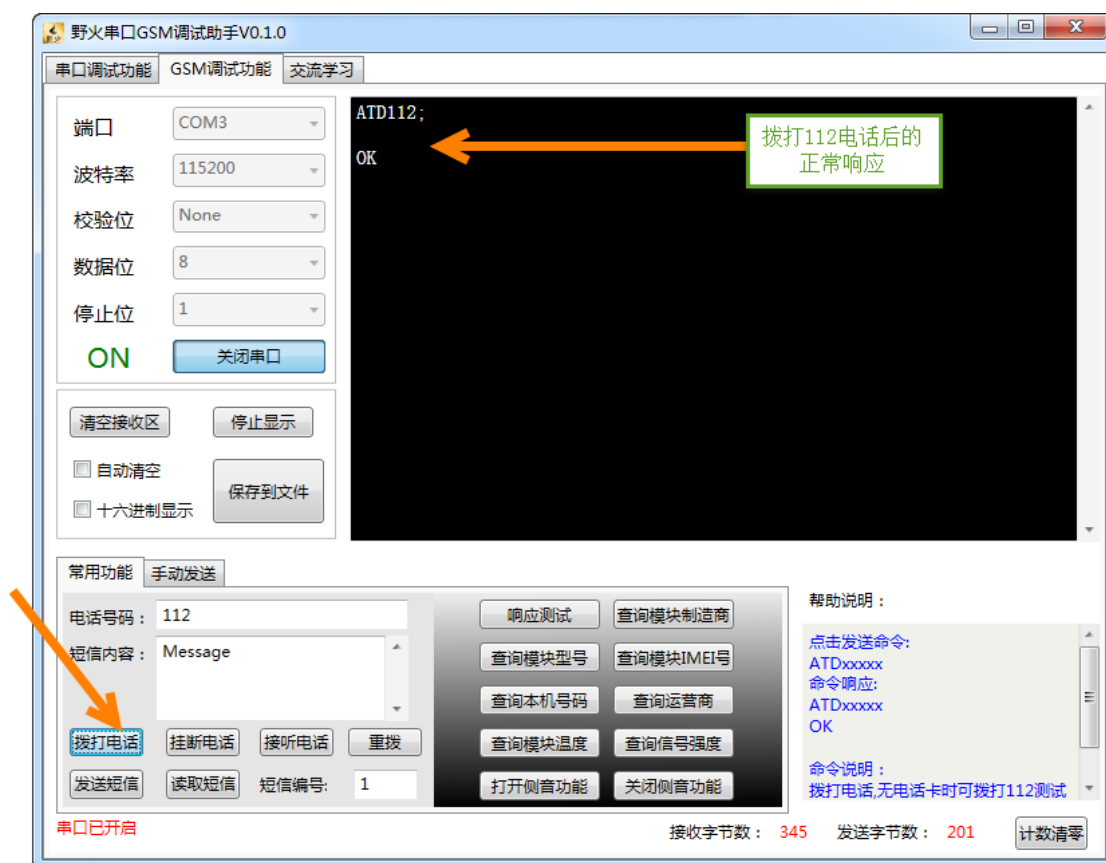 野火串口GSM调试助手V0.1.0
串口调试功能 GSM调试功能 交流学习
端口 COM3
波特率 115200
校验位 None
数据位 8
停止位 1
ON 关闭串口
清空接收区 停止显示
自动清空
十六进制显示
保存到文件
ATD112;
OK
拨打112电话后的
正常响应
常用功能 手动发送
电话号码： 112
短信内容： Message
拨打电话 挂断电话 接听电话 重拨
发送短信 读取短信 短信编号: 1
响应测试 查询模块制造商
查询模块型号 查询模块IMEI号
查询本机号码 查询运营商
查询模块温度 查询信号强度
打开侧音功能 关闭侧音功能
帮助说明：
点击发送命令:
ATDxxxxx
命令响应:
ATDxxxxx
OK
命令说明：
拨打电话,无电话卡时可拨打112测试
串口已开启
接收字节数： 345 发送字节数： 201 计数清零